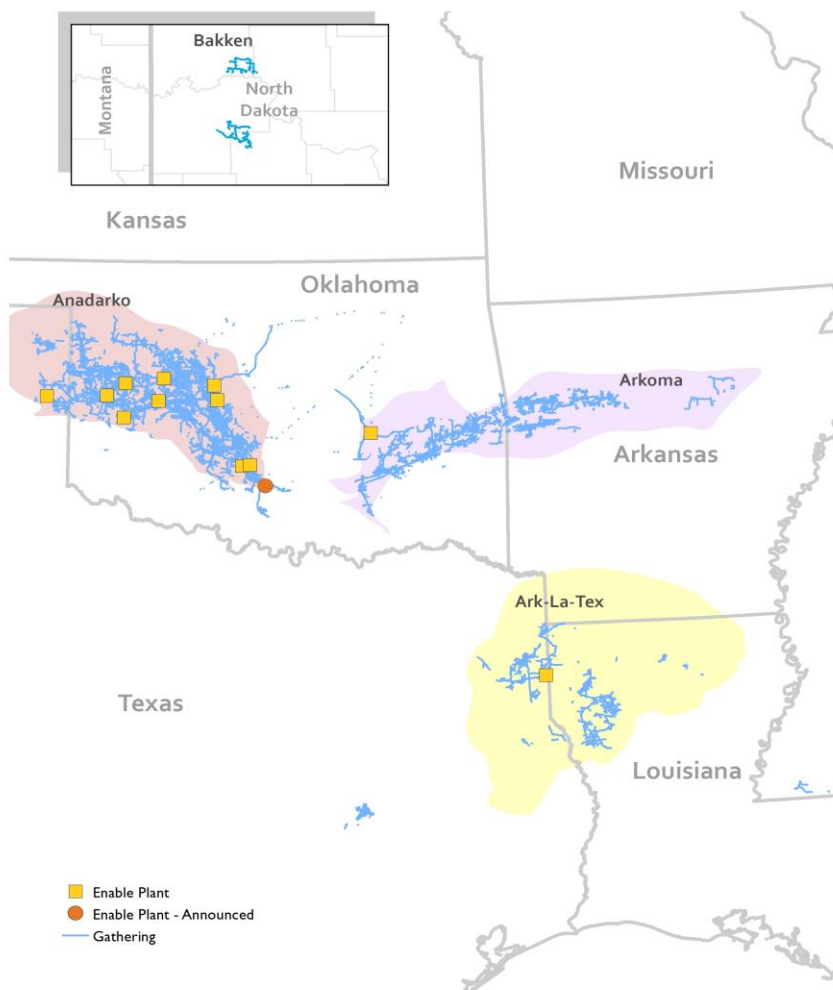 Bakken
Montana
North
Dakota
Missouri
Kansas
Oklahoma
Anadarko
Arkoma
Arkansas
Ark-La-Tex
Texas
Louisiana
Enable Plant
Enable Plant - Announced
Gathering